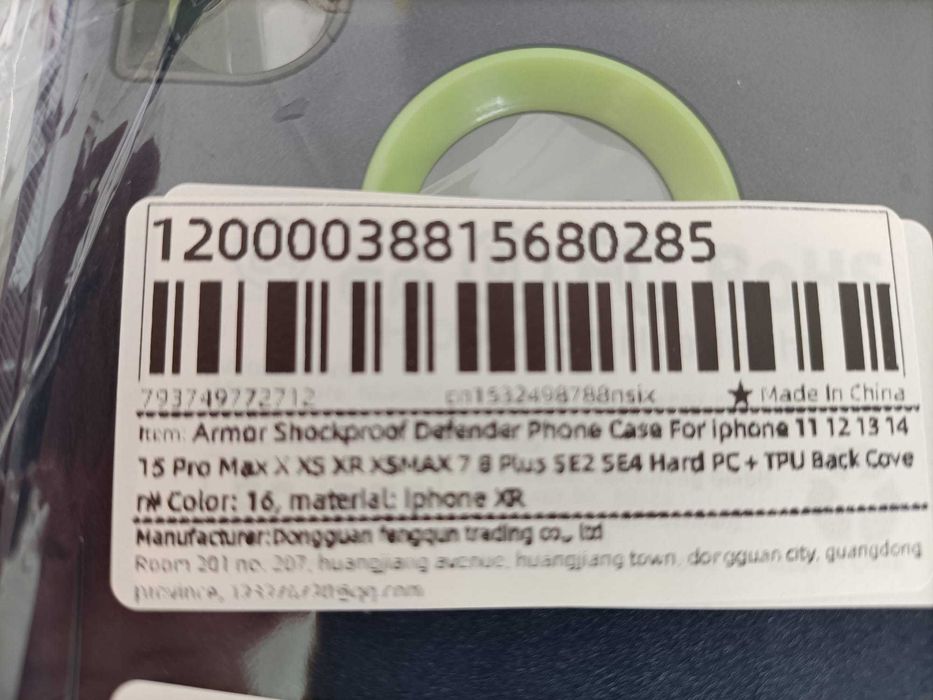 12000038815680285
793749772712 cn1532498788nsix ★ Made In China
Item: Armor Shockproof Defender Phone Case For iphone 11 12 13 14
15 Pro Max X XS XR XSMAX 7 8 Plus SE2 SE4 Hard PC + TPU Back Cove
r# Color: 16, material: Iphone XR
Manufacturer:Dongguan fengqun trading co., ltd
Room 201 no. 207, huangjiang avenue, huangjiang town, dongguan city, guangdong
province,